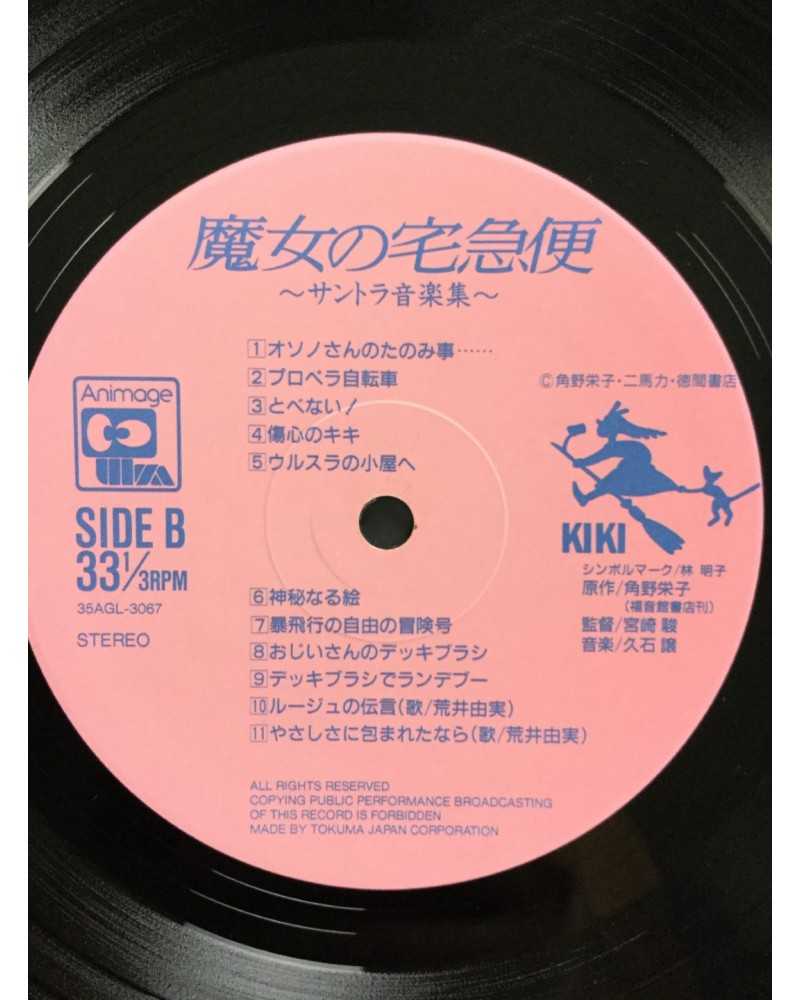 魔女の宅急便
〜サントラ音楽集〜
1オソノさんのたのみ事……
2プロペラ自転車
3とべない!
4傷心のキキ
5ウルスラの小屋へ
©角野栄子・二馬力・徳間書店
Animage
SIDE B
33 1/3RPM
35AGL-3067
STEREO
KIKI
シンボルマーク/林 明子
原作/角野栄子
(福音館書店刊)
監督/宮崎 駿
音楽/久石 譲
6神秘なる絵
7暴飛行の自由の冒険号
8おじいさんのデッキブラシ
9デッキブラシでランデブー
10ルージュの伝言(歌/荒井由実)
11やさしさに包まれたなら(歌/荒井由実)
ALL RIGHTS RESERVED
COPYING PUBLIC PERFORMANCE BROADCASTING
OF THIS RECORD IS FORBIDDEN
MADE BY TOKUMA JAPAN CORPORATION